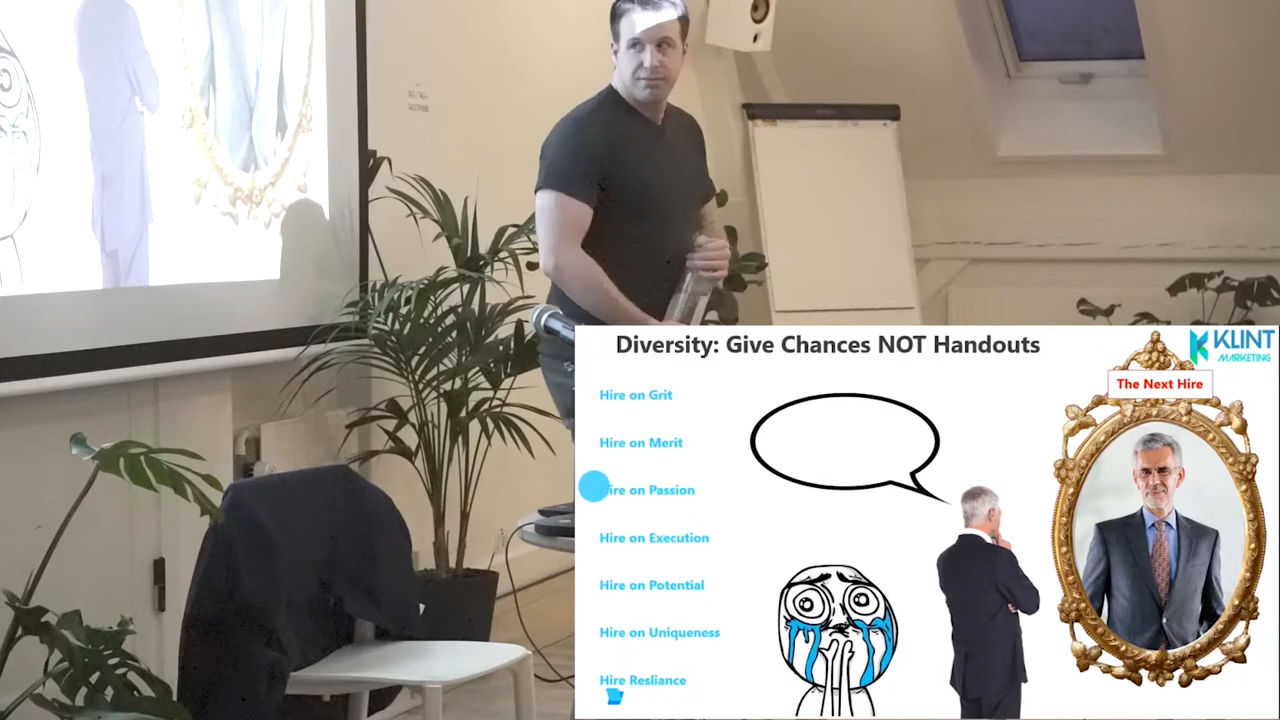 Diversity: Give Chances NOT Handouts
KLINT
MARKETING
The Next Hire
Hire on Grit
Hire on Merit
Hire on Passion
Hire on Execution
Hire on Potential
Hire on Uniqueness
Hire Resliance